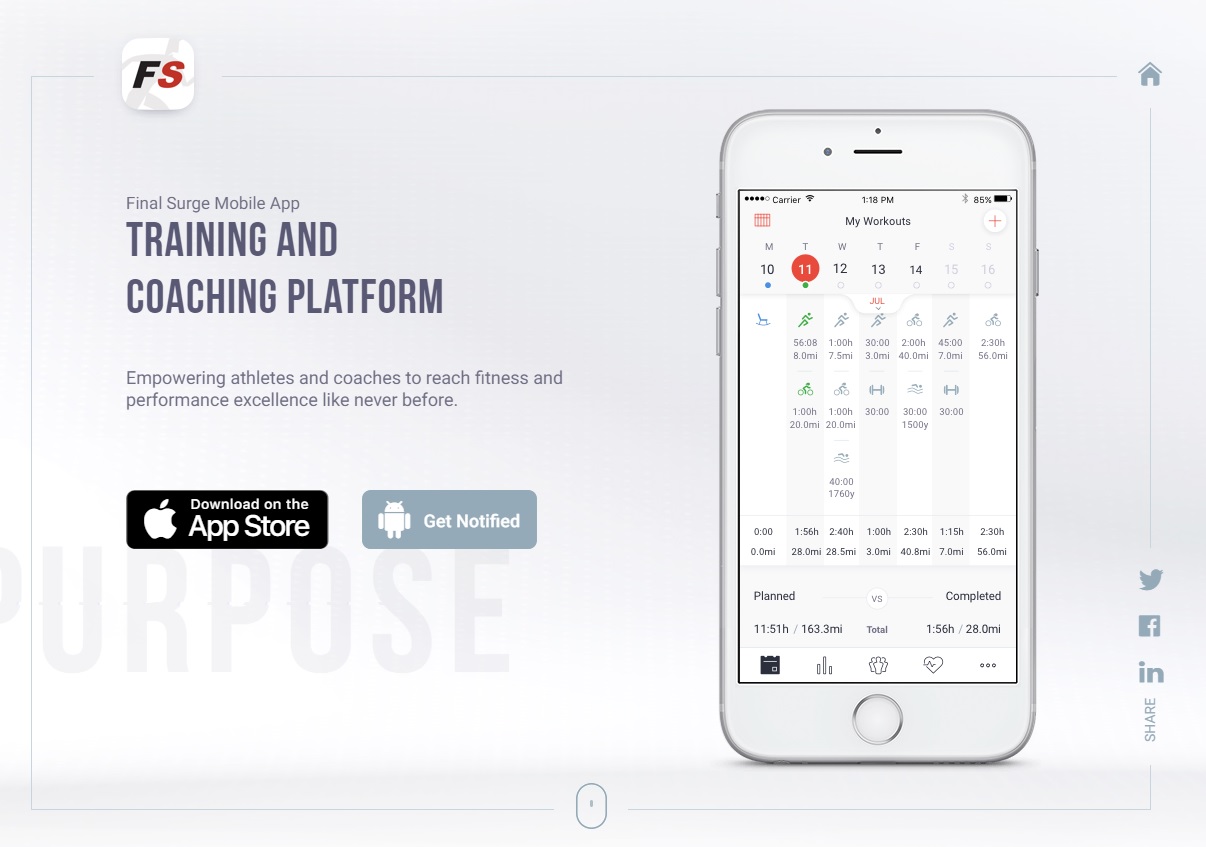 FS
Final Surge Mobile App
TRAINING AND
COACHING PLATFORM
Empowering athletes and coaches to reach fitness and
performance excellence like never before.
Download on the
App Store
Get Notified
PURPOSE
Carrier 1:18 PM 85%
My Workouts
M T W T F S S
10 11 12 13 14 15 16
JUL
56:08 1:00h 30:00 2:00h 45:00 2:30h
8.0mi 7.5mi 3.0mi 40.0mi 7.0mi 56.0mi
1:00h 1:00h 30:00 30:00 30:00
20.0mi 20.0mi 1500y
40:00
1760y
0:00 1:56h 2:40h 1:00h 2:30h 1:15h 2:30h
0.0mi 28.0mi 28.5mi 3.0mi 40.8mi 7.0mi 56.0mi
Planned VS Completed
11:51h / 163.3mi Total 1:56h / 28.0mi
SHARE